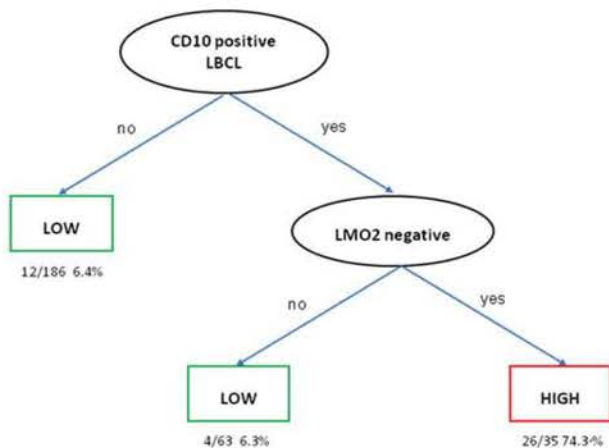 CD10 positive
LBCL
no
yes
LOW
12/186 6.4%
LMO2 negative
no
yes
LOW
HIGH
4/63 6.3%
26/35 74.3%